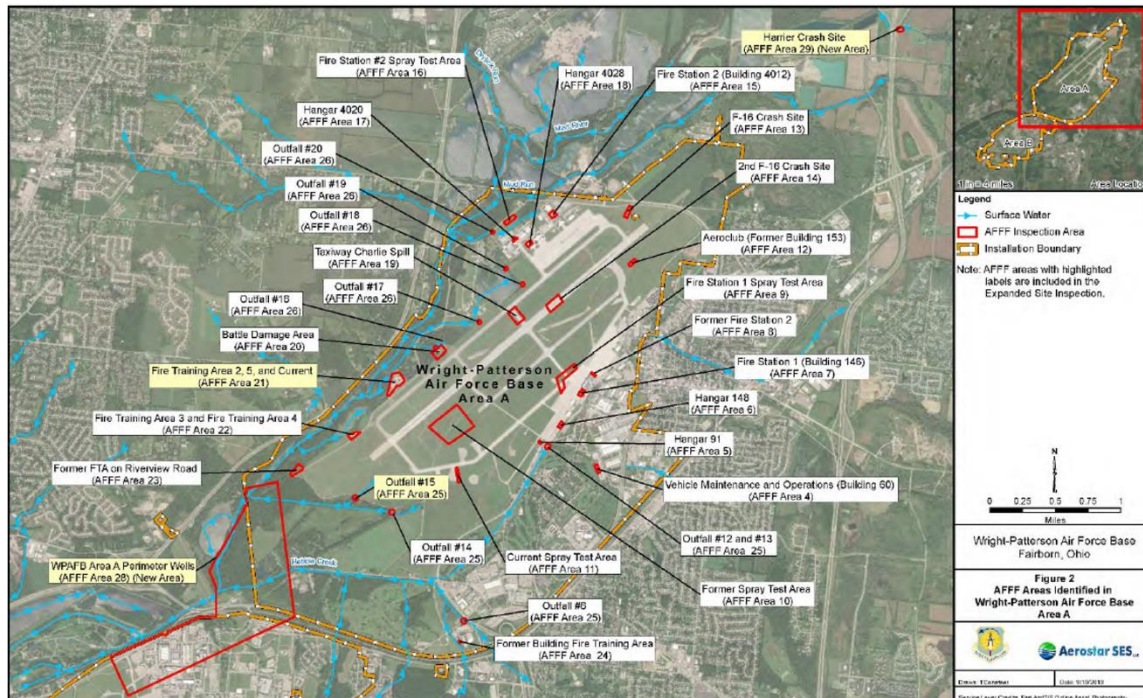 Harrier Crash Site
(AFFF Area 29) (New Area)
Fire Station #2 Spray Test Area
(AFFF Area 16)
Hangar 4028
(AFFF Area 18)
Fire Station 2 (Building 4012)
(AFFF Area 15)
Hangar 4020
(AFFF Area 17)
F-16 Crash Site
(AFFF Area 13)
Mad River
Outfall #20
(AFFF Area 26)
2nd F-16 Crash Site
(AFFF Area 14)
Outfall #19
(AFFF Area 26)
Mud Run
Outfall #18
(AFFF Area 26)
Aeroclub (Former Building 153)
(AFFF Area 12)
Taxiway Charlie Spill
(AFFF Area 19)
Fire Station 1 Spray Test Area
(AFFF Area 9)
Outfall #17
(AFFF Area 26)
Outfall #16
(AFFF Area 26)
Former Fire Station 2
(AFFF Area 8)
Battle Damage Area
(AFFF Area 20)
Fire Station 1 (Building 146)
(AFFF Area 7)
Wright-Patterson
Air Force Base
Area A
Fire Training Area 2, 5, and Current
(AFFF Area 21)
Hangar 148
(AFFF Area 6)
Fire Training Area 3 and Fire Training Area 4
(AFFF Area 22)
Hangar 91
(AFFF Area 5)
Former FTA on Riverview Road
(AFFF Area 23)
Outfall #15
(AFFF Area 25)
Vehicle Maintenance and Operations (Building 60)
(AFFF Area 4)
Outfall #14
(AFFF Area 25)
Current Spray Test Area
(AFFF Area 11)
Outfall #12 and #13
(AFFF Area 25)
Hebble Creek
WPAFB Area A Perimeter Wells
(AFFF Area 28) (New Area)
Former Spray Test Area
(AFFF Area 10)
Outfall #6
(AFFF Area 25)
Former Building Fire Training Area
(AFFF Area 24)
Area A
Area B
1 in = 4 miles
Area Location
Legend
Surface Water
AFFF Inspection Area
Installation Boundary
Note: AFFF areas with highlighted
labels are included in the
Expanded Site Inspection.
N
0 0.25 0.5 1
Miles
Wright-Patterson Air Force Base
Fairborn, Ohio
Figure 2
AFFF Areas Identified in
Wright-Patterson Air Force Base
Area A
Aerostar SES
Date: 9/19/2018